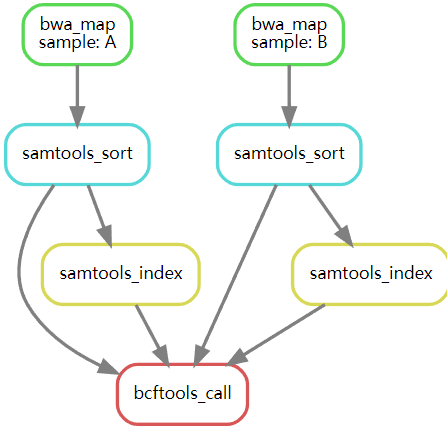 bwa_map
sample: A
bwa_map
sample: B
samtools_sort
samtools_sort
samtools_index
samtools_index
bcftools_call